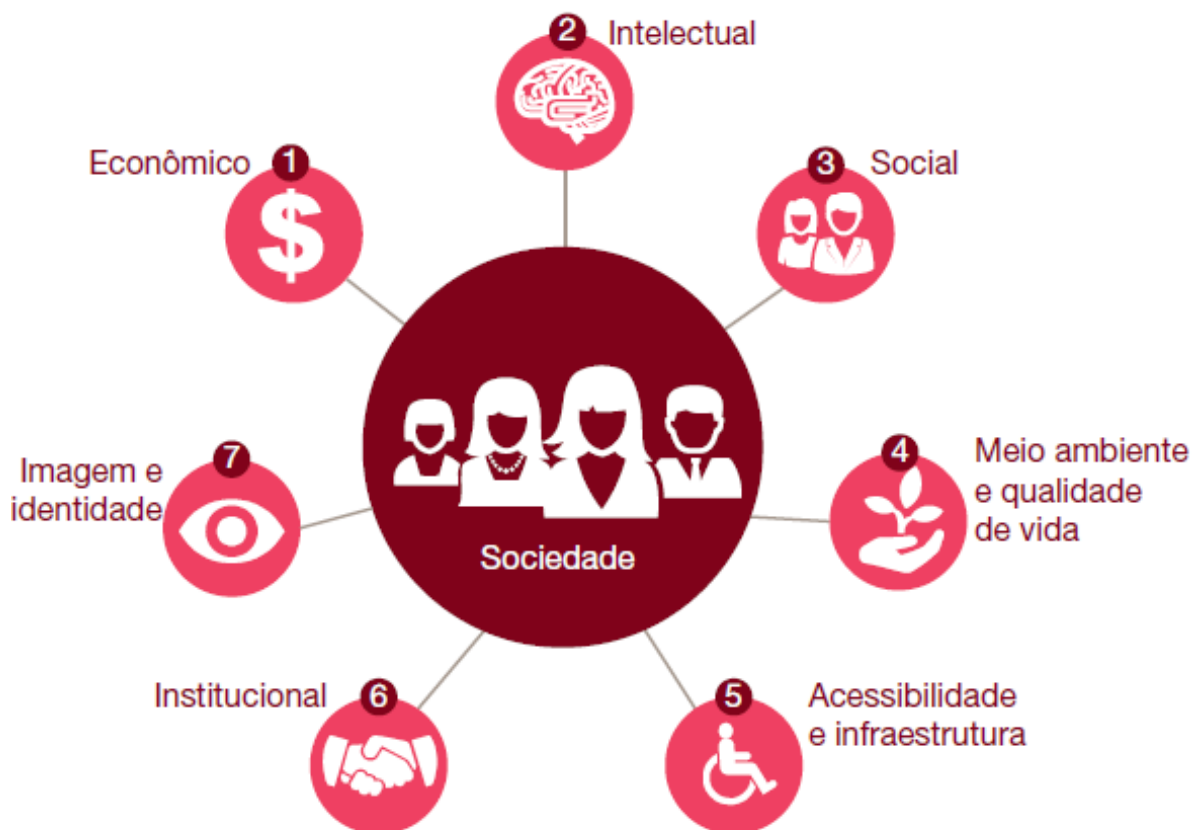 1
Econômico
2
Intelectual
3
Social
4
Meio ambiente
e qualidade
de vida
5
Acessibilidade
e infraestrutura
6
Institucional
7
Imagem e
identidade
Sociedade